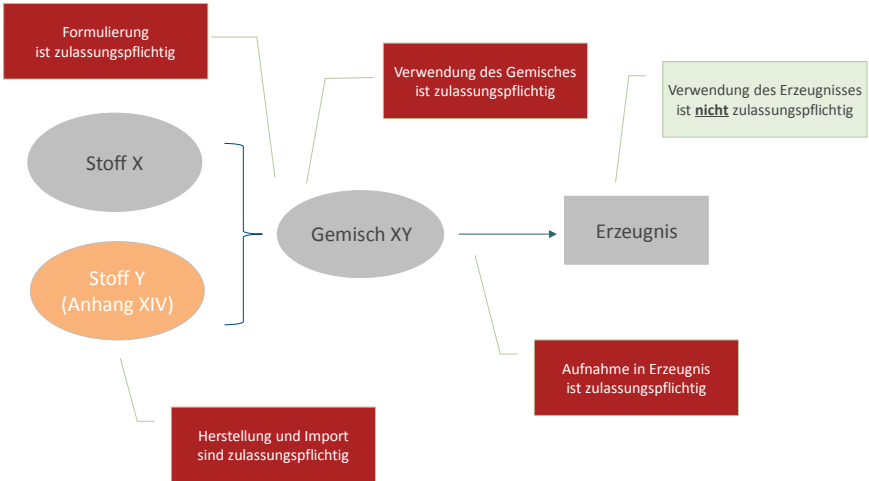 Formulierung
ist zulassungspflichtig
Verwendung des Gemisches
ist zulassungspflichtig
Verwendung des Erzeugnisses
ist nicht zulassungspflichtig
Stoff X
Gemisch XY
Erzeugnis
Stoff Y
(Anhang XIV)
Aufnahme in Erzeugnis
ist zulassungspflichtig
Herstellung und Import
sind zulassungspflichtig